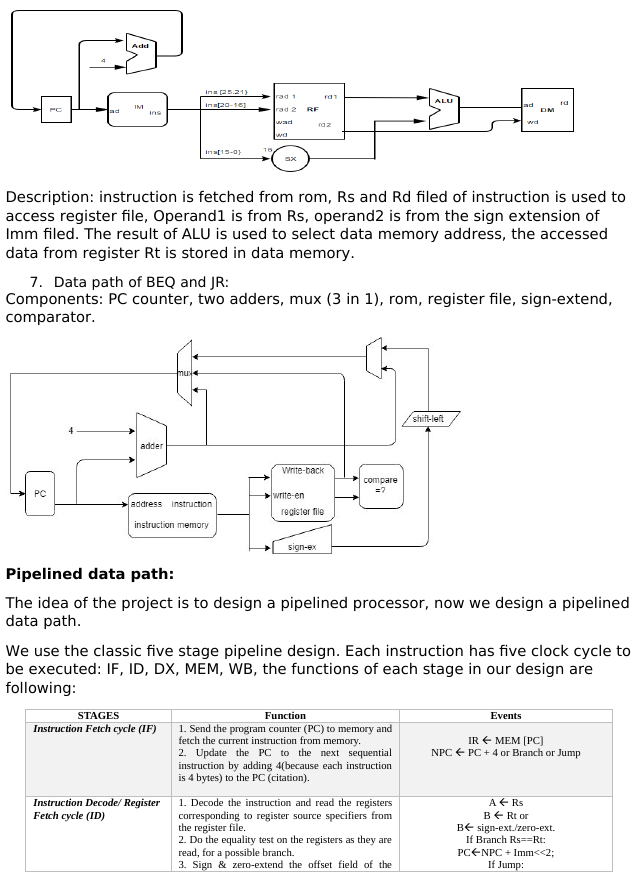 Add
4
PC
ad IM ins
ins [25.21]
ins[20-16]
ins[15-0]
16
rad 1 rd1
rad 2 RF
wad
wd rd2
SX
ALU
ad rd
DM
wd
Description: instruction is fetched from rom, Rs and Rd filed of instruction is used to
access register file, Operand1 is from Rs, operand2 is from the sign extension of
Imm filed. The result of ALU is used to select data memory address, the accessed
data from register Rt is stored in data memory.
7. Data path of BEQ and JR:
Components: PC counter, two adders, mux (3 in 1), rom, register file, sign-extend,
comparator.
mux
shift-left
4
adder
PC
address instruction
instruction memory
Write-back
write-en
register file
compare
=?
sign-ex
Pipelined data path:
The idea of the project is to design a pipelined processor, now we design a pipelined
data path.
We use the classic five stage pipeline design. Each instruction has five clock cycle to
be executed: IF, ID, DX, MEM, WB, the functions of each stage in our design are
following:
STAGES Function Events
Instruction Fetch cycle (IF)
1. Send the program counter (PC) to memory and
fetch the current instruction from memory.
2. Update the PC to the next sequential
instruction by adding 4(because each instruction
is 4 bytes) to the PC (citation).
IR ← MEM [PC]
NPC ← PC + 4 or Branch or Jump
Instruction Decode/ Register
Fetch cycle (ID)
1. Decode the instruction and read the registers
corresponding to register source specifiers from
the register file.
2. Do the equality test on the registers as they are
read, for a possible branch.
3. Sign & zero-extend the offset field of the
A ← Rs
B ← Rt or
B← sign-ext./zero-ext.
If Branch Rs==Rt:
PC←NPC + Imm<<2;
If Jump: